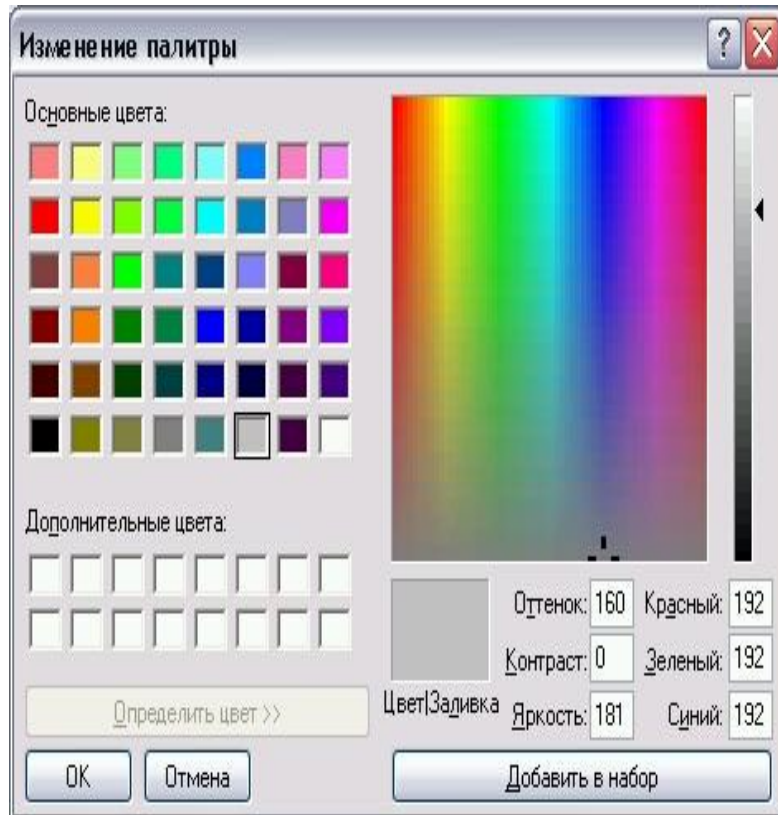 Изменение палитры
Основные цвета:
Дополнительные цвета:
Определить цвет >>
OK Отмена
Цвет|Заливка
Оттенок: 160 Красный: 192
Контраст: 0 Зеленый: 192
Яркость: 181 Синий: 192
Добавить в набор